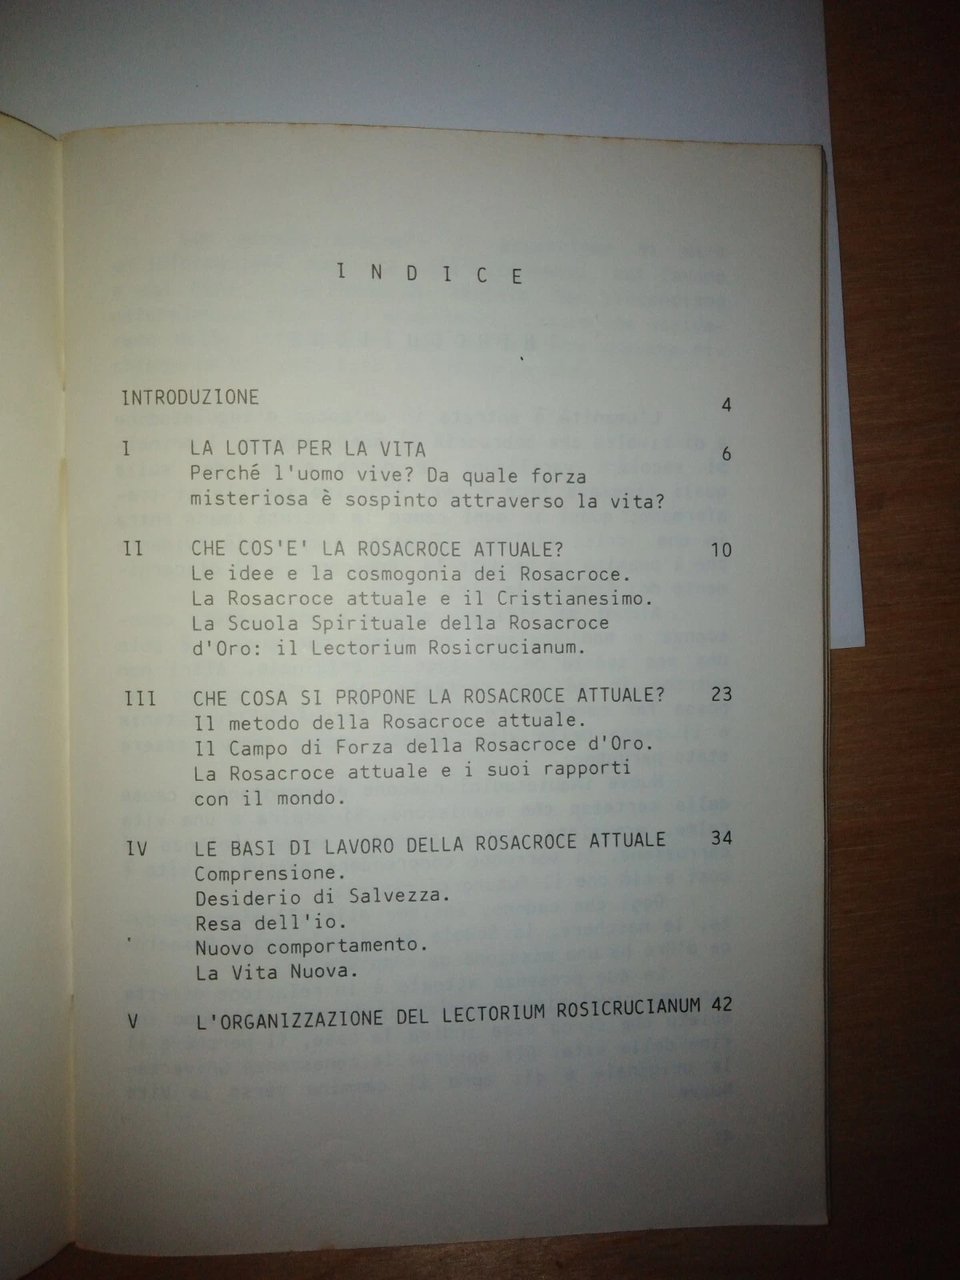 I N D I C E
INTRODUZIONE 4
I LA LOTTA PER LA VITA 6
Perché l'uomo vive? Da quale forza
misteriosa è sospinto attraverso la vita?
II CHE COS'E' LA ROSACROCE ATTUALE? 10
Le idee e la cosmogonia dei Rosacroce.
La Rosacroce attuale e il Cristianesimo.
La Scuola Spirituale della Rosacroce
d'Oro: il Lectorium Rosicrucianum.
III CHE COSA SI PROPONE LA ROSACROCE ATTUALE? 23
Il metodo della Rosacroce attuale.
Il Campo di Forza della Rosacroce d'Oro.
La Rosacroce attuale e i suoi rapporti
con il mondo.
IV LE BASI DI LAVORO DELLA ROSACROCE ATTUALE 34
Comprensione.
Desiderio di Salvezza.
Resa dell'io.
Nuovo comportamento.
La Vita Nuova.
V L'ORGANIZZAZIONE DEL LECTORIUM ROSICRUCIANUM 42